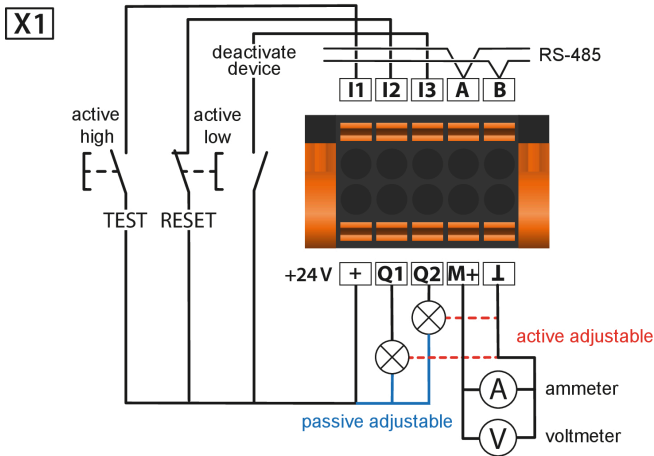 X1
deactivate
device
RS-485
I1 I2 I3 A B
active
high
active
low
TEST RESET
+24V + Q1 Q2 M+ ⊥
active adjustable
passive adjustable
A ammeter
V voltmeter